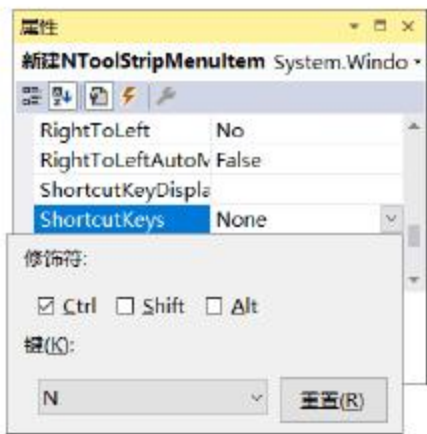 属性
新建NToolStripMenuItem System.Windo
RightToLeft No
RightToLeftAutoM False
ShortcutKeyDispla
ShortcutKeys None
修饰符:
Ctrl Shift Alt
键(K):
N 重置(R)